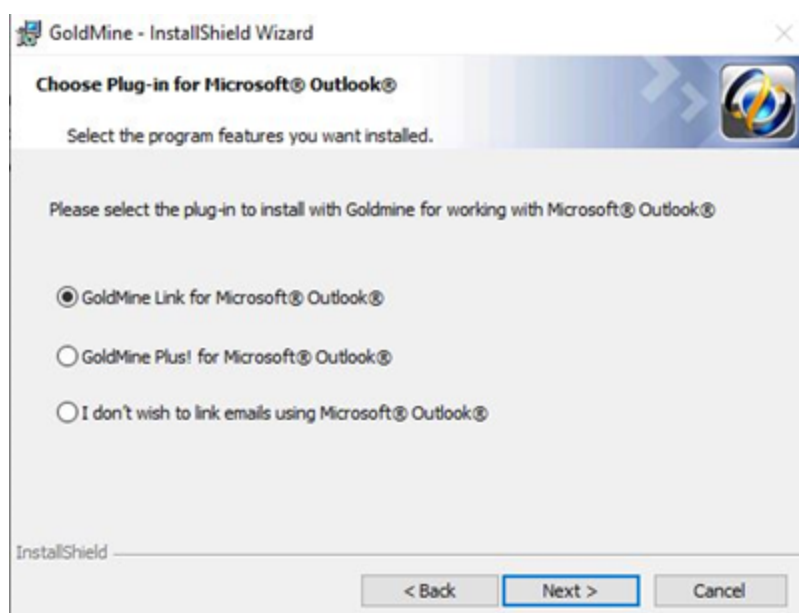 GoldMine - InstallShield Wizard
Choose Plug-in for Microsoft® Outlook®
Select the program features you want installed.
Please select the plug-in to install with Goldmine for working with Microsoft® Outlook®
GoldMine Link for Microsoft® Outlook®
GoldMine Plus! for Microsoft® Outlook®
I don't wish to link emails using Microsoft® Outlook®
InstallShield
< Back Next > Cancel